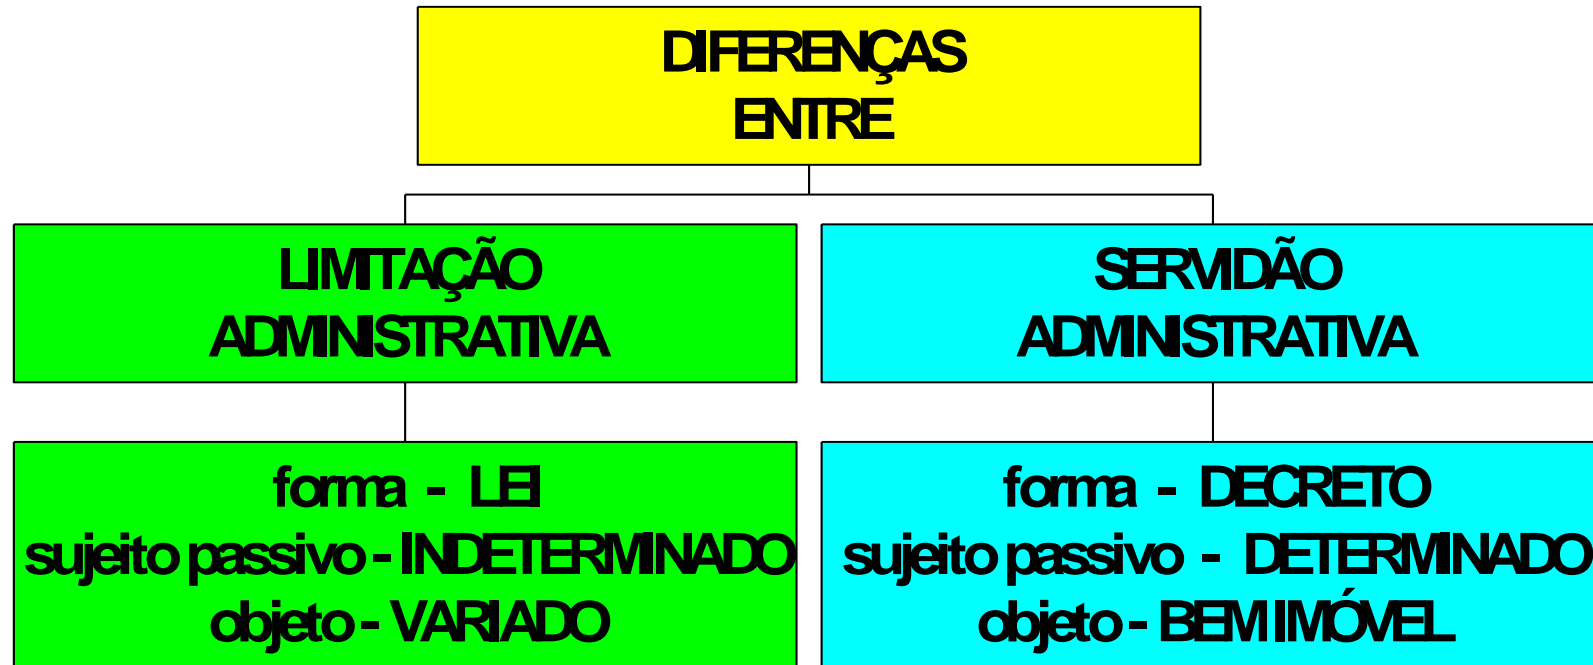 DIFERENÇAS
ENTRE
LIMITAÇÃO
ADMINISTRATIVA
SERVIDÃO
ADMINISTRATIVA
forma - LEI
sujeito passivo - INDETERMINADO
objeto - VARIADO
forma - DECRETO
sujeito passivo - DETERMINADO
objeto - BEM IMÓVEL